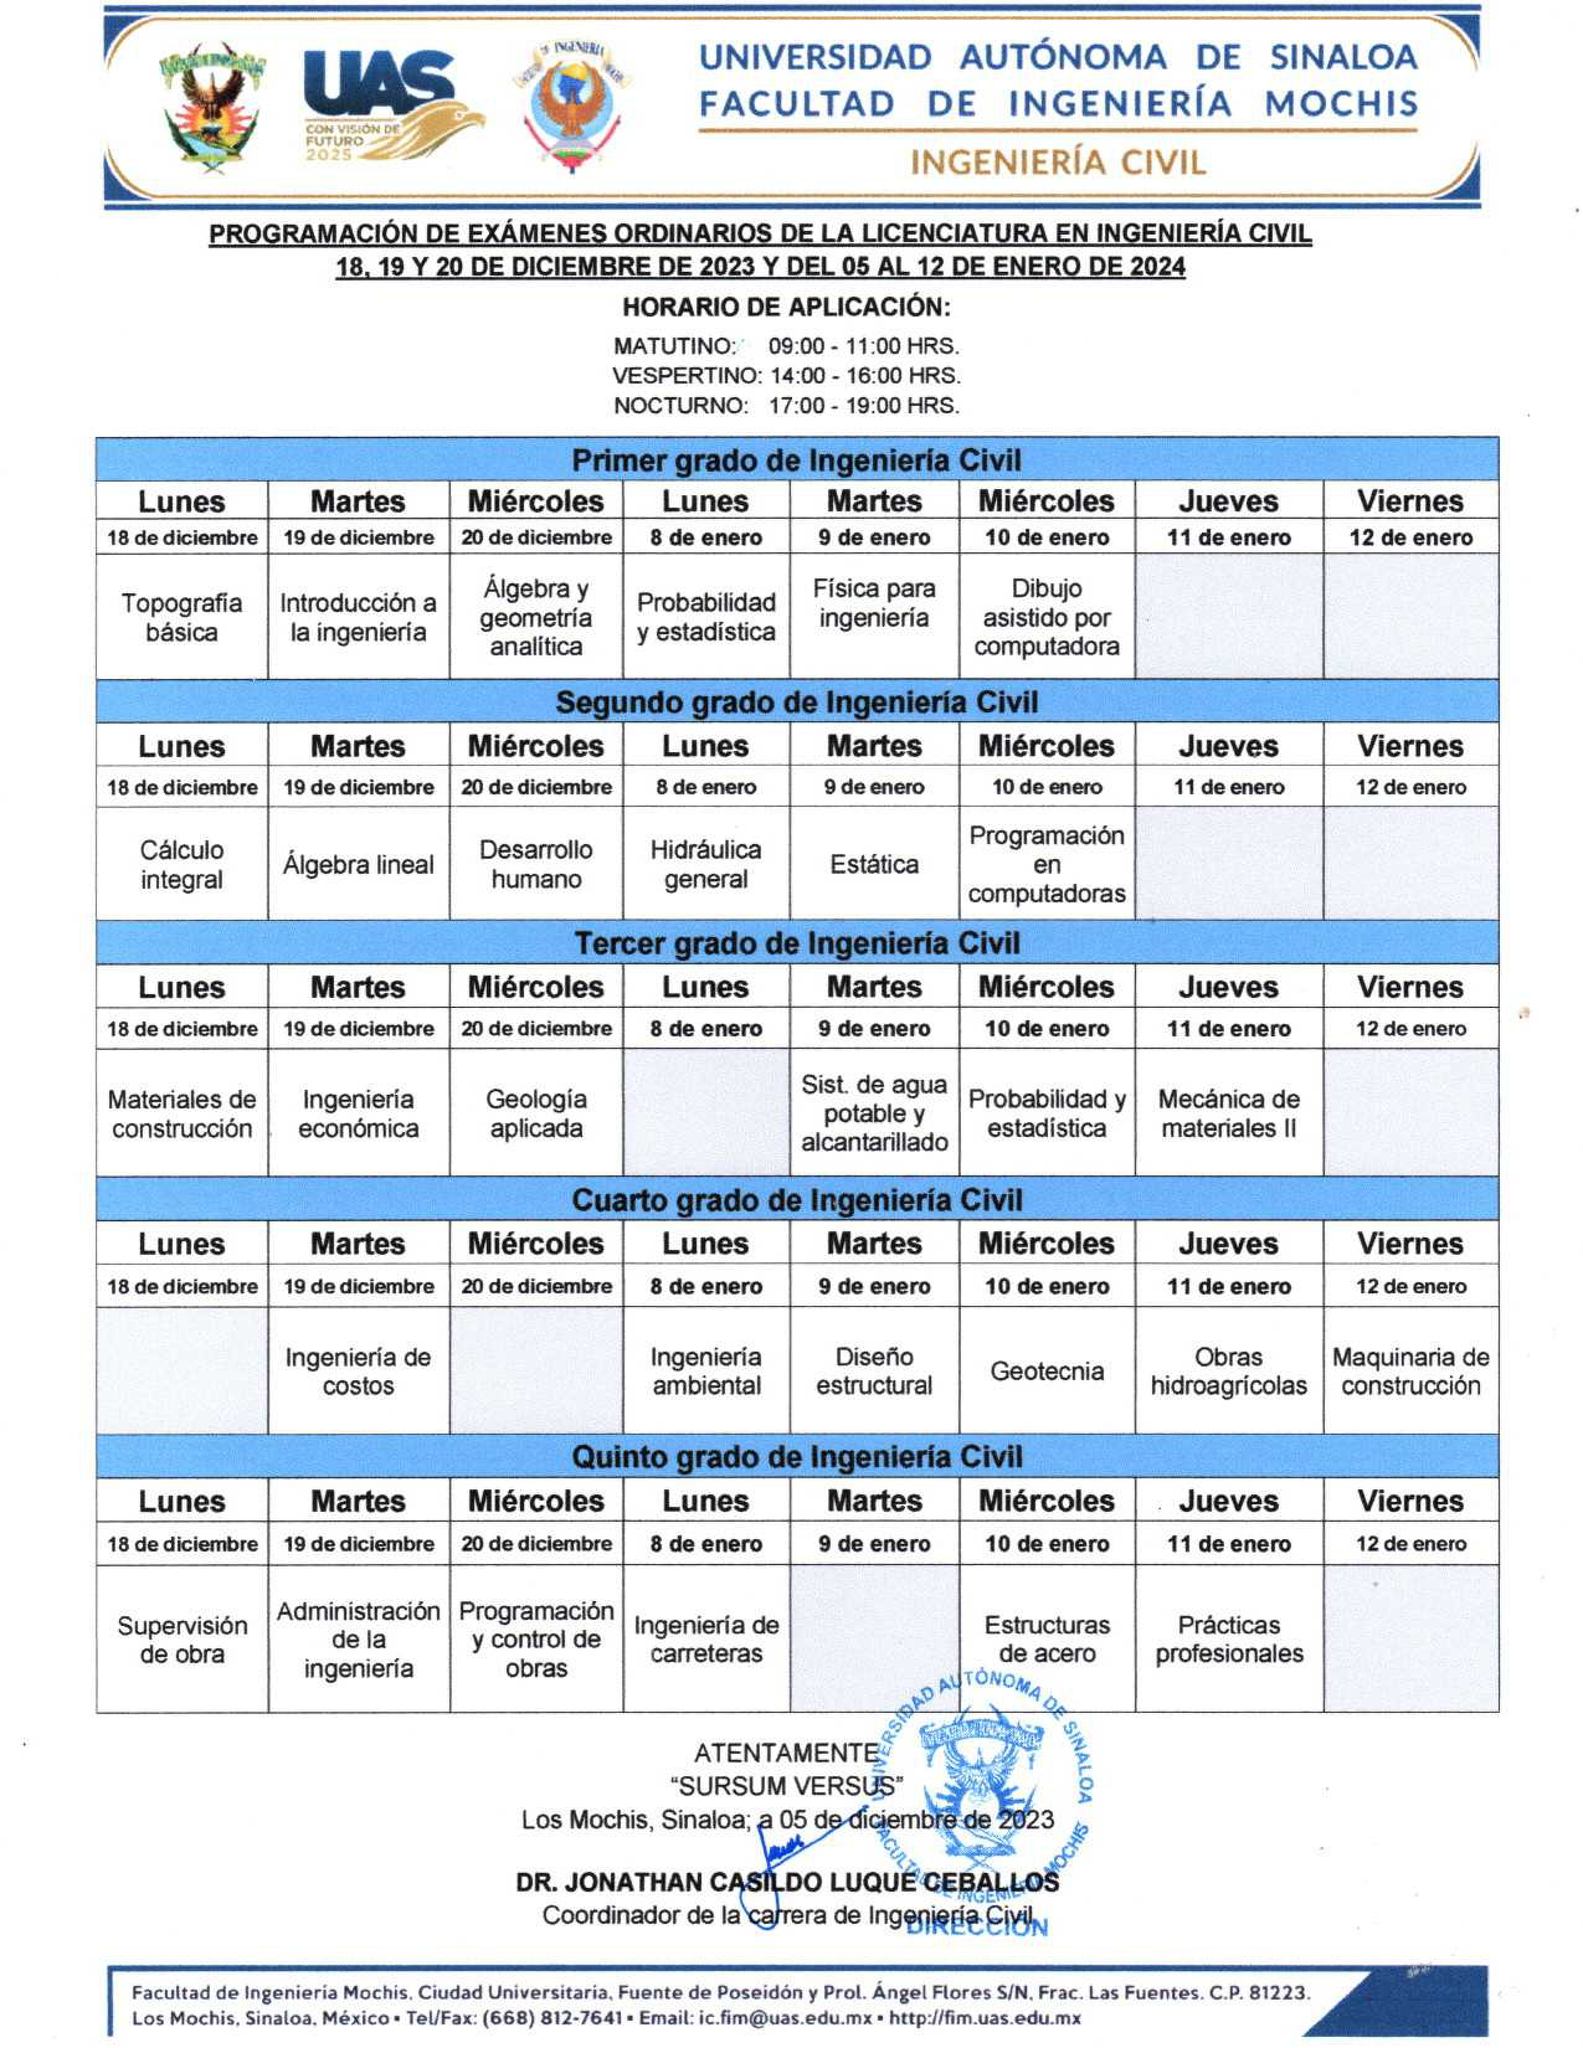 UAS
CON VISIÓN DE
FUTURO
2025
UNIVERSIDAD AUTÓNOMA DE SINALOA
FACULTAD DE INGENIERÍA MOCHIS
INGENIERÍA CIVIL
PROGRAMACIÓN DE EXÁMENES ORDINARIOS DE LA LICENCIATURA EN INGENIERÍA CIVIL
18, 19 Y 20 DE DICIEMBRE DE 2023 Y DEL 05 AL 12 DE ENERO DE 2024
HORARIO DE APLICACIÓN:
MATUTINO: 09:00 - 11:00 HRS.
VESPERTINO: 14:00 - 16:00 HRS.
NOCTURNO: 17:00 - 19:00 HRS.
Primer grado de Ingeniería Civil
Lunes Martes Miércoles Lunes Martes Miércoles Jueves Viernes
18 de diciembre 19 de diciembre 20 de diciembre 8 de enero 9 de enero 10 de enero 11 de enero 12 de enero
Topografía
básica
Introducción a
la ingeniería
Álgebra y
geometría
analítica
Probabilidad
y estadística
Física para
ingeniería
Dibujo
asistido por
computadora
Segundo grado de Ingeniería Civil
Lunes Martes Miércoles Lunes Martes Miércoles Jueves Viernes
18 de diciembre 19 de diciembre 20 de diciembre 8 de enero 9 de enero 10 de enero 11 de enero 12 de enero
Cálculo
integral
Álgebra lineal
Desarrollo
humano
Hidráulica
general
Estática
Programación
en
computadoras
Tercer grado de Ingeniería Civil
Lunes Martes Miércoles Lunes Martes Miércoles Jueves Viernes
18 de diciembre 19 de diciembre 20 de diciembre 8 de enero 9 de enero 10 de enero 11 de enero 12 de enero
Materiales de
construcción
Ingeniería
económica
Geología
aplicada
Sist. de agua
potable y
alcantarillado
Probabilidad y
estadística
Mecánica de
materiales II
Cuarto grado de Ingeniería Civil
Lunes Martes Miércoles Lunes Martes Miércoles Jueves Viernes
18 de diciembre 19 de diciembre 20 de diciembre 8 de enero 9 de enero 10 de enero 11 de enero 12 de enero
Ingeniería de
costos
Ingeniería
ambiental
Diseño
estructural
Geotecnia
Obras
hidroagrícolas
Maquinaria de
construcción
Quinto grado de Ingeniería Civil
Lunes Martes Miércoles Lunes Martes Miércoles Jueves Viernes
18 de diciembre 19 de diciembre 20 de diciembre 8 de enero 9 de enero 10 de enero 11 de enero 12 de enero
Supervisión
de obra
Administración
de la
ingeniería
Programación
y control de
obras
Ingeniería de
carreteras
Estructuras
de acero
Prácticas
profesionales
ATENTAMENTE
“SURSUM VERSUS”
Los Mochis, Sinaloa; a 05 de diciembre de 2023
DR. JONATHAN CASILDO LUQUE CEBALLOS
Coordinador de la carrera de Ingeniería Civil
UNIVERSIDAD AUTÓNOMA DE SINALOA
FACULTAD DE INGENIERIA MOCHIS
DIRECCIÓN
Facultad de Ingeniería Mochis, Ciudad Universitaria, Fuente de Poseidón y Prol. Ángel Flores S/N, Frac. Las Fuentes. C.P. 81223.
Los Mochis, Sinaloa, México • Tel/Fax: (668) 812-7641 • Email: ic.fim@uas.edu.mx • http://fim.uas.edu.mx